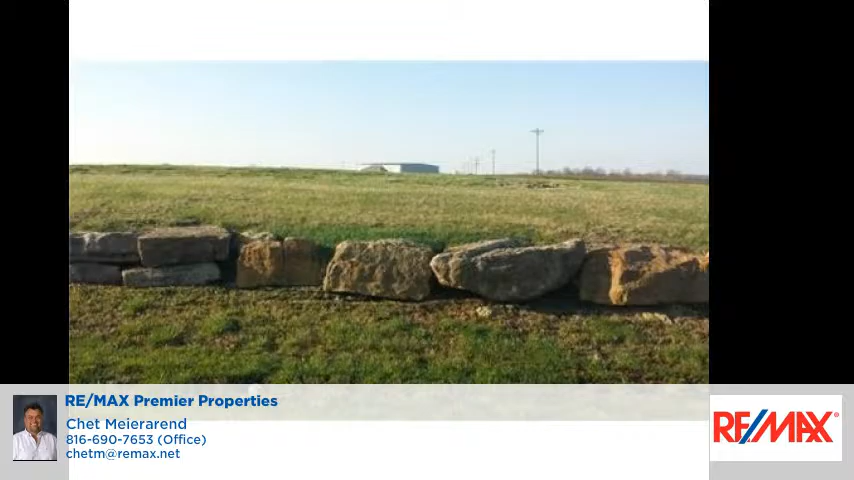 RE/MAX Premier Properties
Chet Meierarend
816-690-7653 (Office)
chetm@remax.net
RE/MAX®